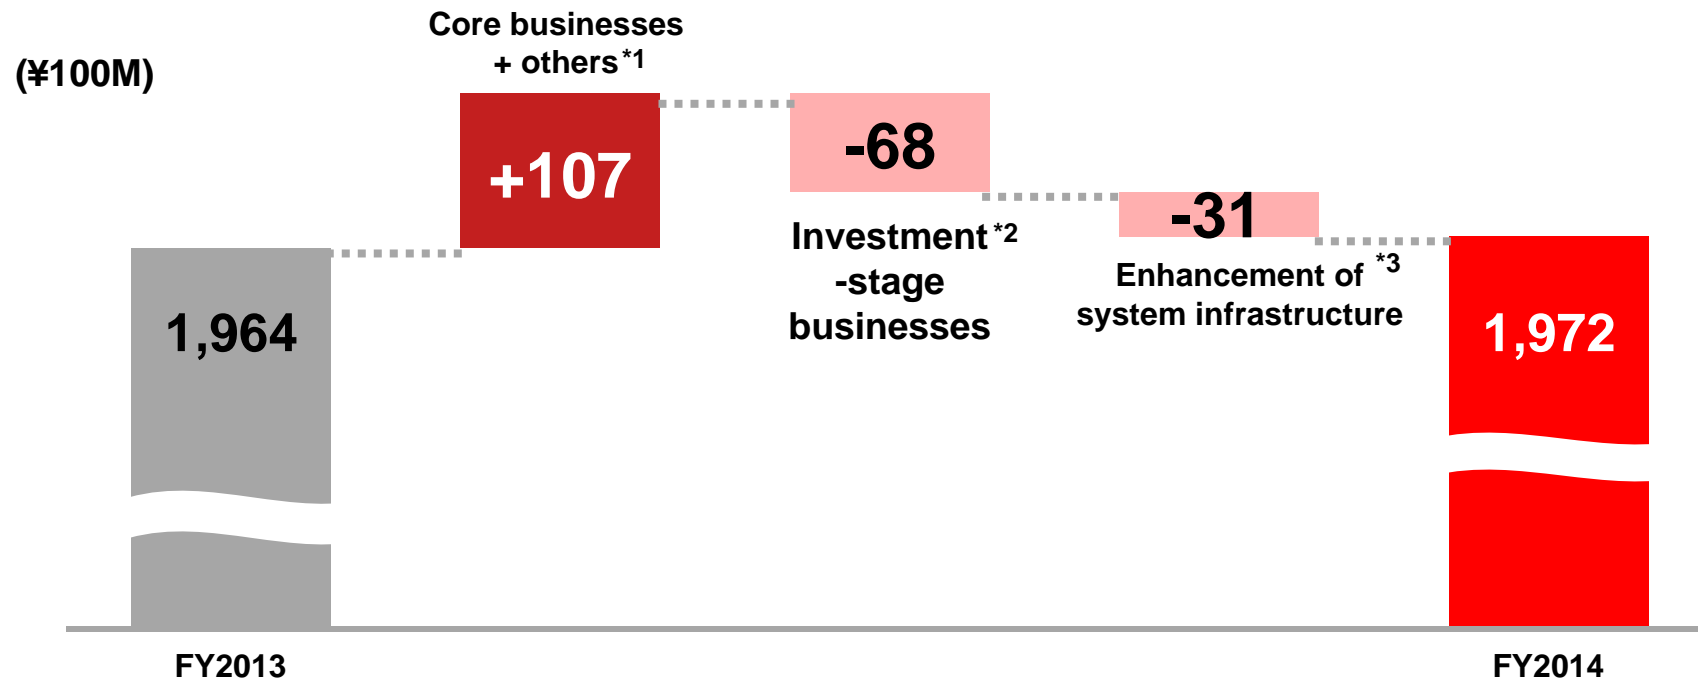 (¥100M)
Core businesses
+ others*1
+107
-68
Investment*2
-stage
businesses
-31
Enhancement of *3
system infrastructure
1,964
1,972
FY2013
FY2014